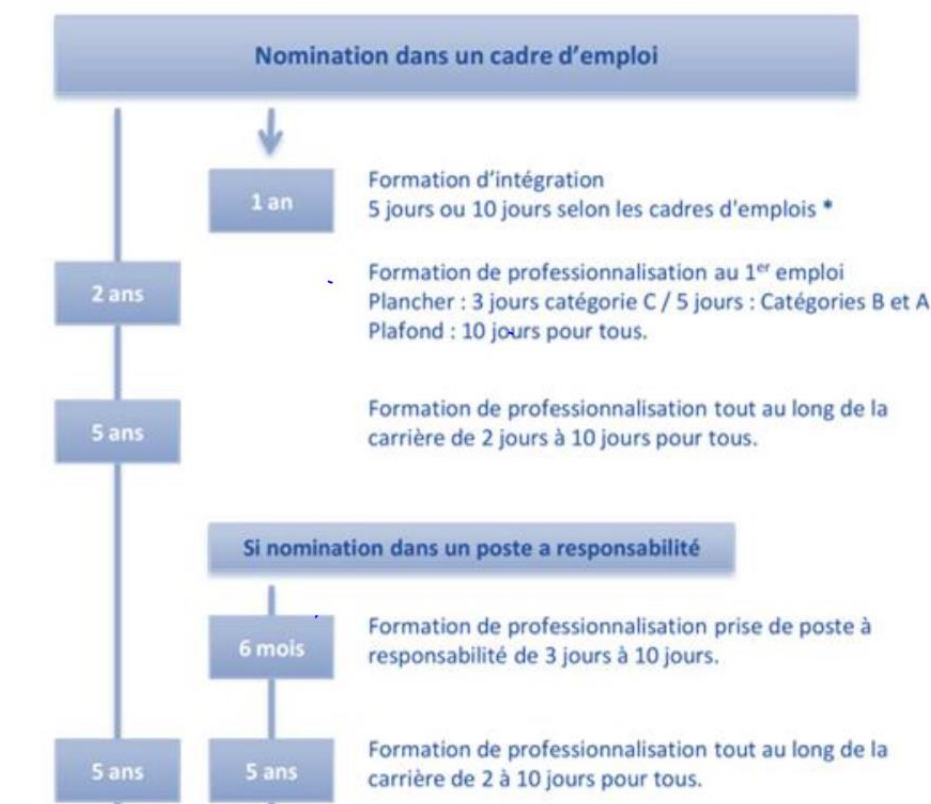 Nomination dans un cadre d'emploi
1 an
Formation d'intégration
5 jours ou 10 jours selon les cadres d'emplois *
2 ans
Formation de professionnalisation au 1er emploi
Plancher : 3 jours catégorie C / 5 jours : Catégories B et A
Plafond : 10 jours pour tous.
5 ans
Formation de professionnalisation tout au long de la
carrière de 2 jours à 10 jours pour tous.
Si nomination dans un poste a responsabilité
6 mois
Formation de professionnalisation prise de poste à
responsabilité de 3 jours à 10 jours.
5 ans
5 ans
Formation de professionnalisation tout au long de la
carrière de 2 à 10 jours pour tous.